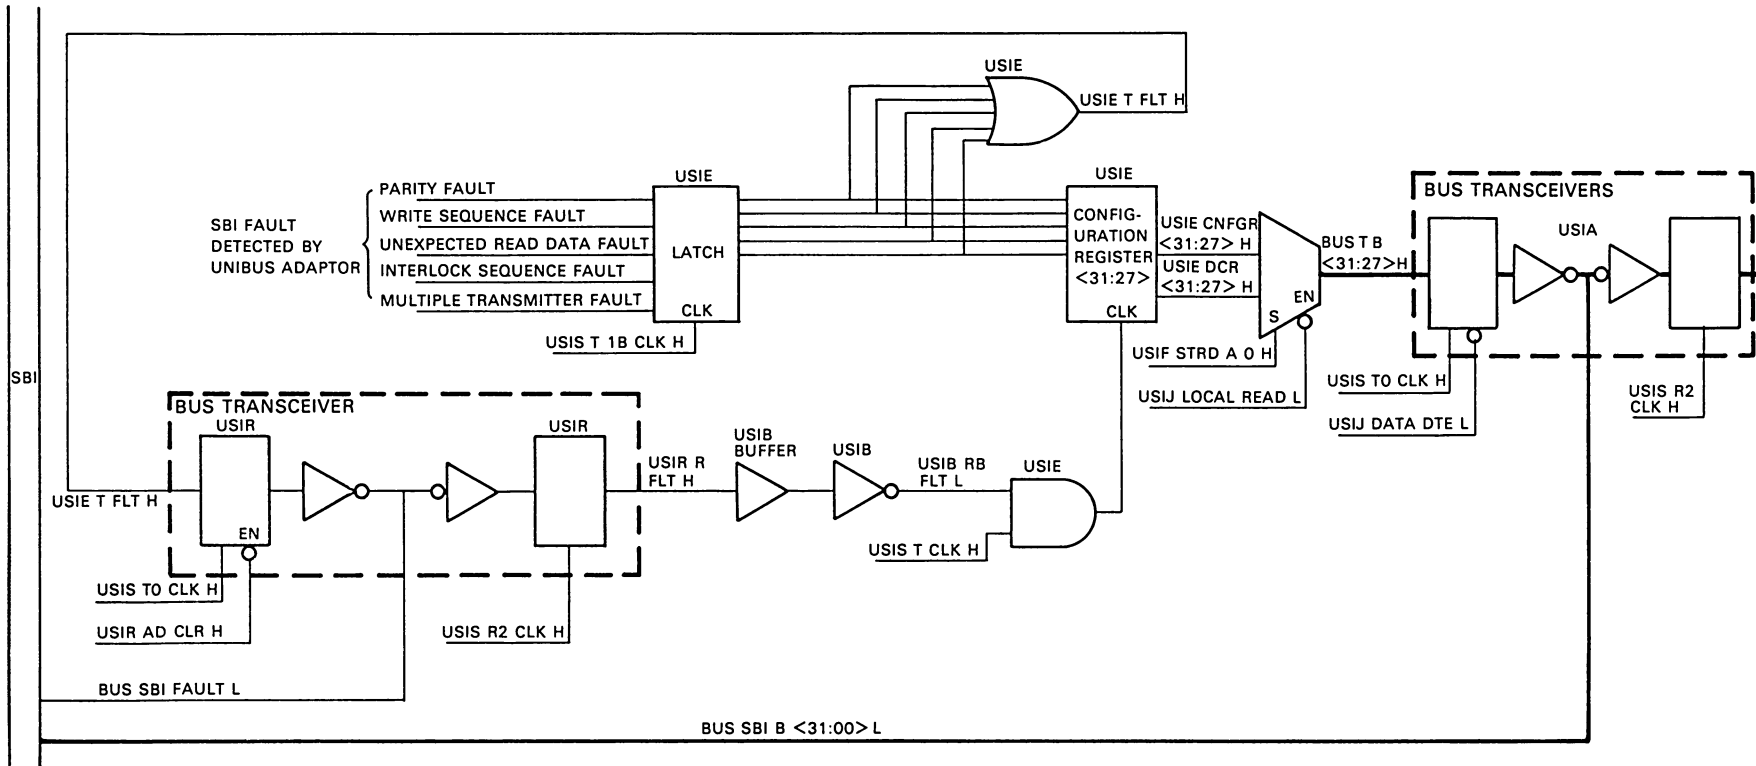 USIE
USIE T FLT H
USIE
USIE
BUS TRANSCEIVERS
PARITY FAULT
WRITE SEQUENCE FAULT
UNEXPECTED READ DATA FAULT
INTERLOCK SEQUENCE FAULT
MULTIPLE TRANSMITTER FAULT
SBI FAULT
DETECTED BY
UNIBUS ADAPTOR
LATCH
CLK
USIS T 1B CLK H
CONFIG-
URATION
REGISTER
<31:27>
CLK
USIE CNFGR
<31:27> H
USIE DCR
<31:27> H
EN
S
BUS T B
<31:27>H
USIA
USIF STRD A 0 H
USIJ LOCAL READ L
USIS T0 CLK H
USIJ DATA DTE L
USIS R2
CLK H
SBI
BUS TRANSCEIVER
USIR
USIR
EN
USIE T FLT H
USIR R
FLT H
USIB
BUFFER
USIB
USIB RB
FLT L
USIE
USIS T CLK H
USIS T0 CLK H
USIR AD CLR H
USIS R2 CLK H
BUS SBI FAULT L
BUS SBI B <31:00> L